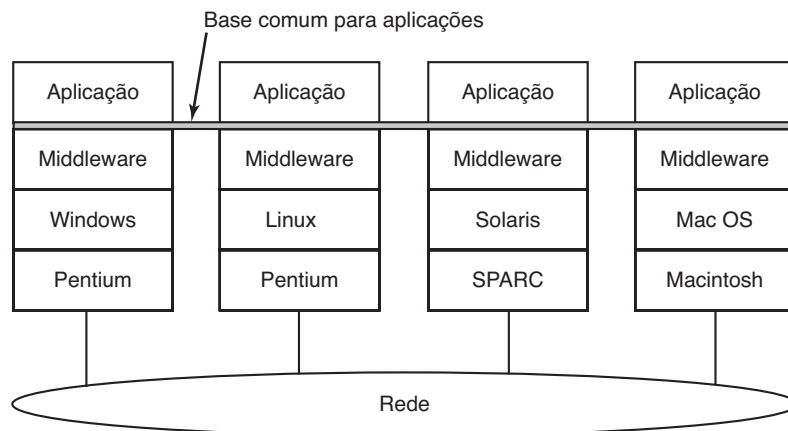 Base comum para aplicações
Aplicação Aplicação Aplicação Aplicação
Middleware Middleware Middleware Middleware
Windows Linux Solaris Mac OS
Pentium Pentium SPARC Macintosh
Rede